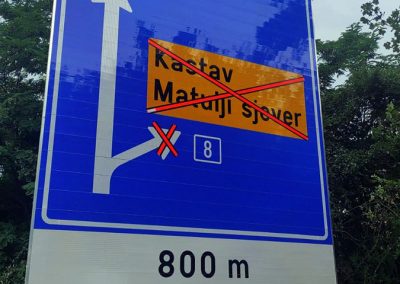 Kastav
Matulji sjever
8
800 m